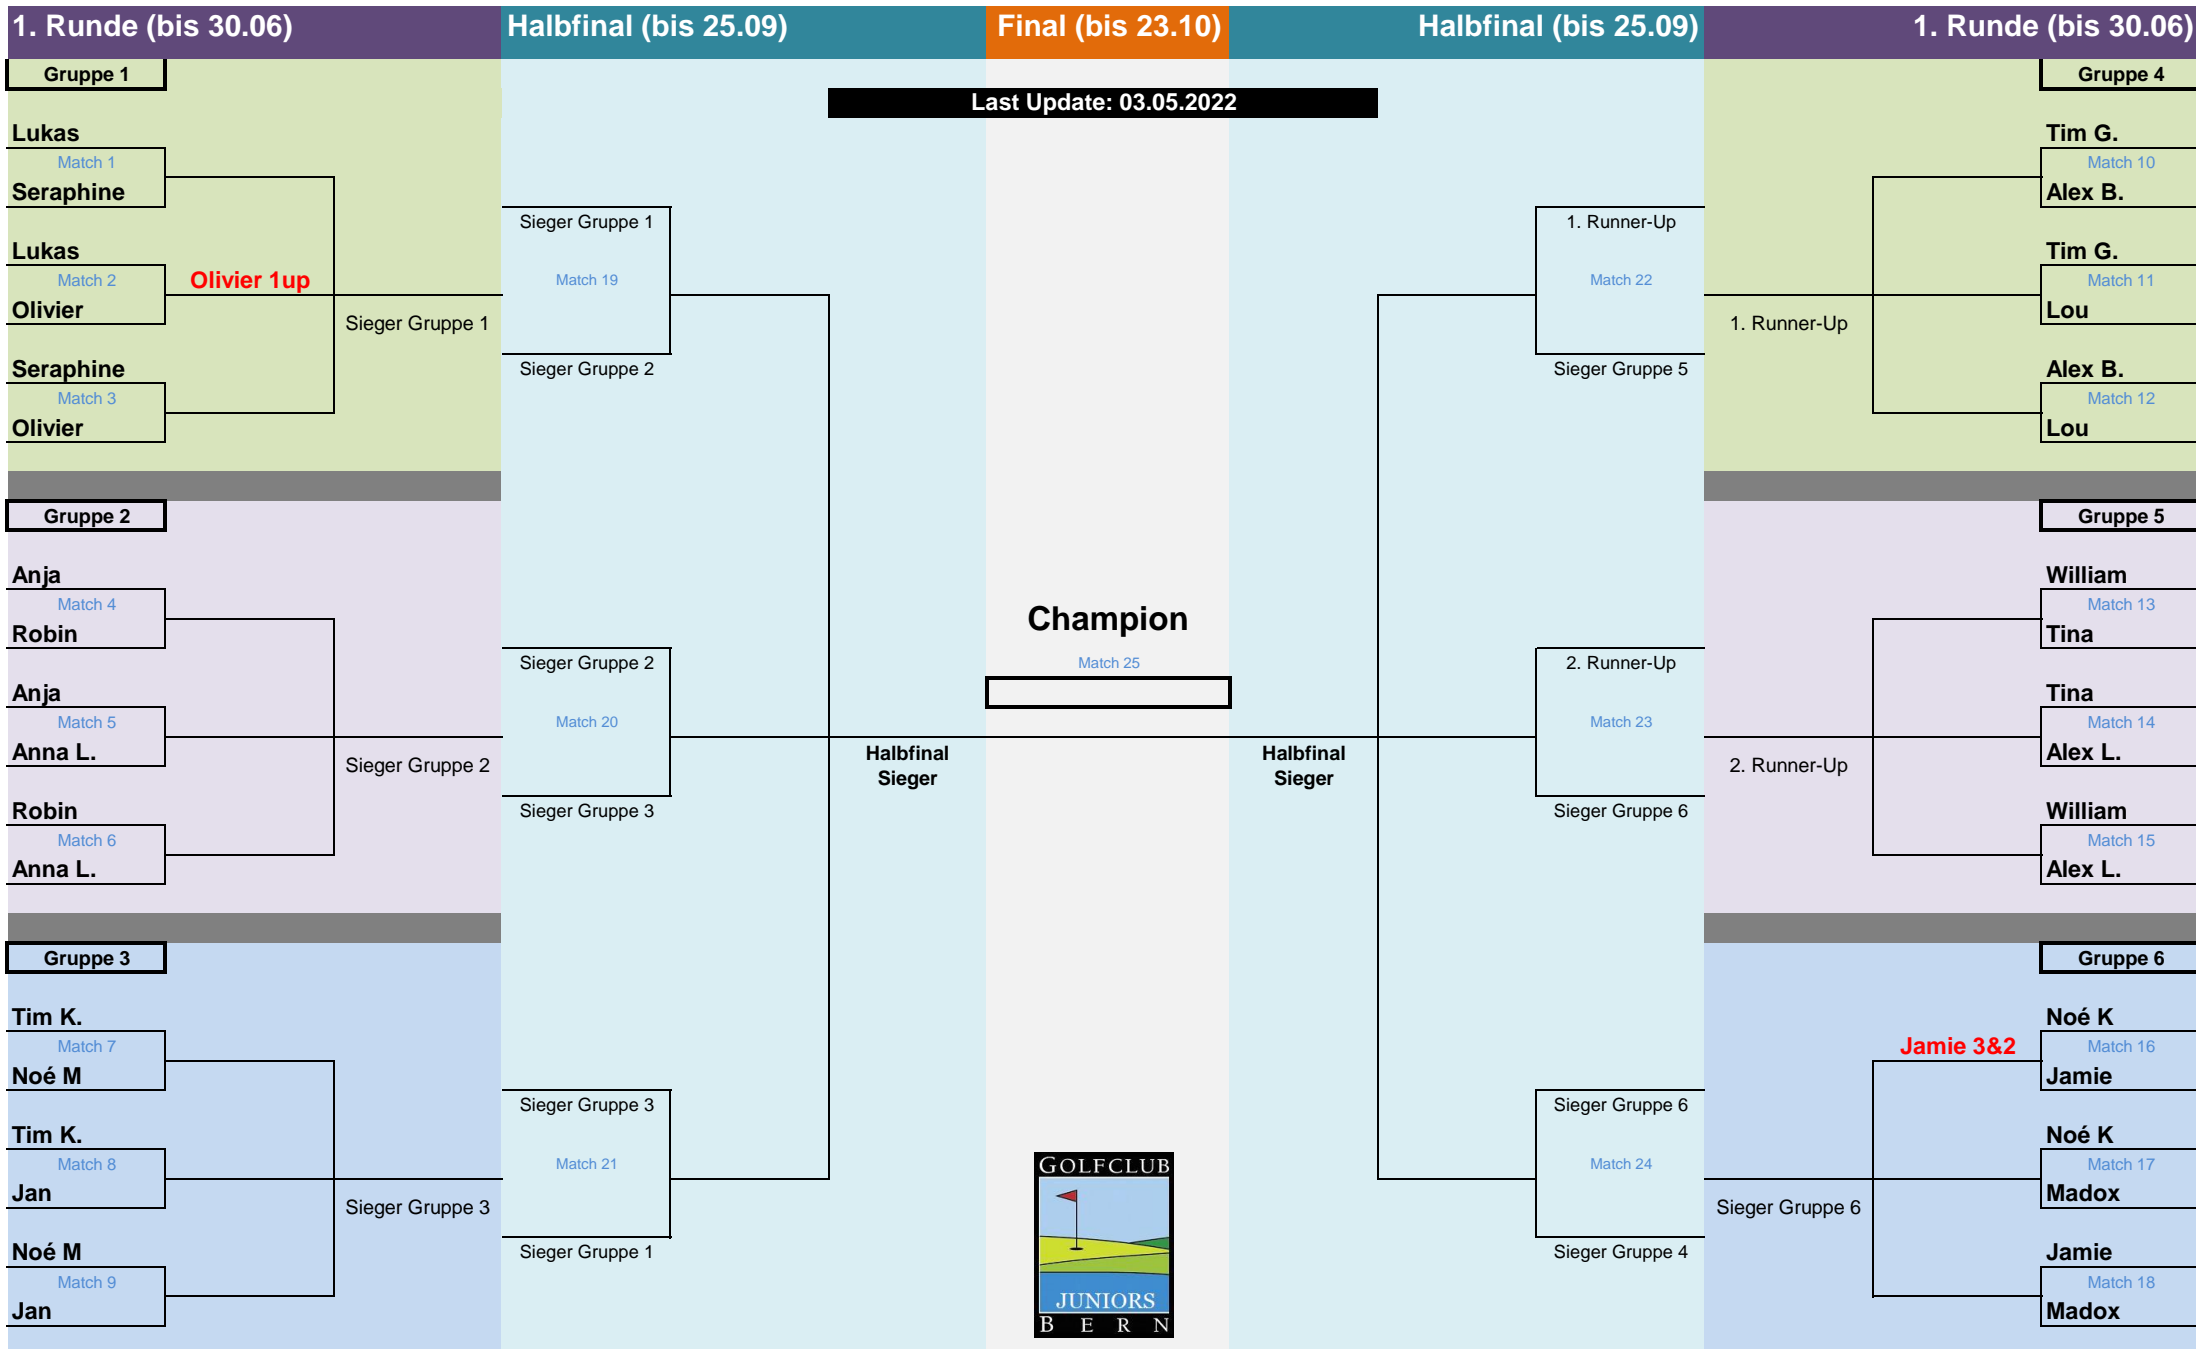 1. Runde (bis 30.06)
Halbfinal (bis 25.09)
Final (bis 23.10)
Halbfinal (bis 25.09)
1. Runde (bis 30.06)
Last Update: 03.05.2022
Gruppe 1
Lukas
Match 1
Seraphine
Lukas
Match 2
Olivier 1up
Olivier
Sieger Gruppe 1
Seraphine
Match 3
Olivier
Gruppe 2
Anja
Match 4
Robin
Anja
Match 5
Anna L.
Sieger Gruppe 2
Robin
Match 6
Anna L.
Gruppe 3
Tim K.
Match 7
Noé M
Tim K.
Match 8
Jan
Sieger Gruppe 3
Noé M
Match 9
Jan
Sieger Gruppe 1
Match 19
Sieger Gruppe 2
Sieger Gruppe 2
Match 20
Sieger Gruppe 3
Sieger Gruppe 3
Match 21
Sieger Gruppe 1
Halbfinal
Sieger
Champion
Match 25
GOLFCLUB
JUNIORS
BERN
Halbfinal
Sieger
1. Runner-Up
Match 22
Sieger Gruppe 5
2. Runner-Up
Match 23
Sieger Gruppe 6
Sieger Gruppe 6
Match 24
Sieger Gruppe 4
Gruppe 4
Tim G.
Match 10
Alex B.
Tim G.
Match 11
Lou
1. Runner-Up
Alex B.
Match 12
Lou
Gruppe 5
William
Match 13
Tina
Tina
Match 14
Alex L.
2. Runner-Up
William
Match 15
Alex L.
Gruppe 6
Noé K
Jamie 3&2
Match 16
Jamie
Noé K
Match 17
Madox
Sieger Gruppe 6
Jamie
Match 18
Madox